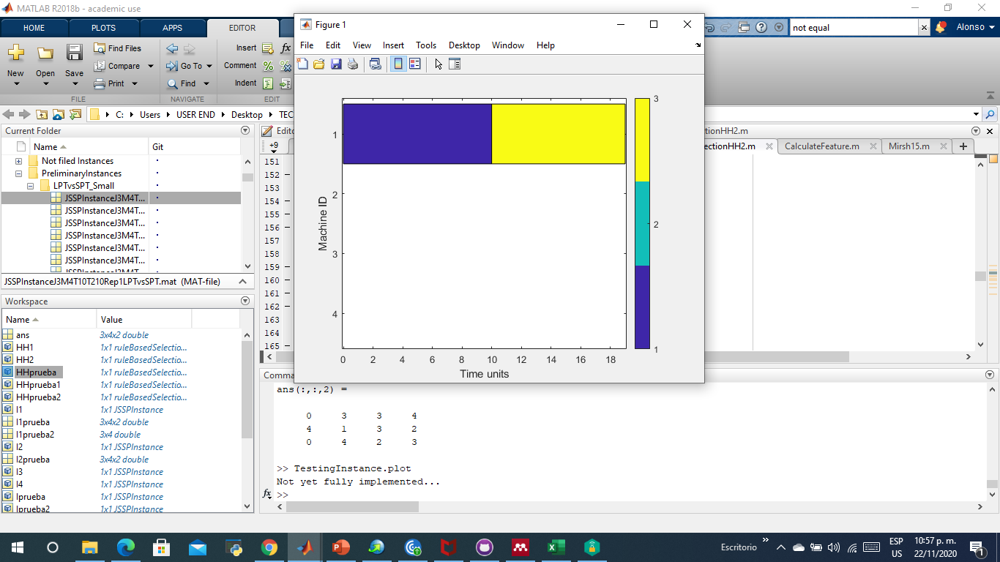 MATLAB R2018b - academic use
HOME PLOTS APPS EDITOR
not equal
Alonso
New Open Save
Find Files
Compare
Print
FILE
Go To
Find
NAVIGATE
Insert fx
Comment
Indent
EDIT
C: Users USER END Desktop TEC
Current Folder
Name Git
Not filed Instances
PreliminaryInstances
LPTvsSPT_Small
JSSPInstanceJ3M4T...
JSSPInstanceJ3M4T...
JSSPInstanceJ3M4T...
JSSPInstanceJ3M4T...
JSSPInstanceJ3M4T...
JSSPInstanceJ3M4T...
JSSPInstanceJ3M4T...
JSSPInstanceJ3M4T10T210Rep1LPTvsSPT.mat (MAT-file)
Workspace
Name Value
ans 3x4x2 double
HH1 1x1 ruleBasedSelectio...
HH2 1x1 ruleBasedSelectio...
HHprueba 1x1 ruleBasedSelectio...
HHprueba1 1x1 ruleBasedSelectio...
HHprueba2 1x1 ruleBasedSelectio...
I1 1x1 JSSPInstance
I1prueba 3x4x2 double
I1prueba2 3x4 double
I2 1x1 JSSPInstance
I2prueba 3x4x2 double
I3 1x1 JSSPInstance
I4 1x1 JSSPInstance
Iprueba 1x1 JSSPInstance
Iprueba2 1x1 JSSPInstance
Edito
ectionHH2.m
+9
ectionHH2.m CalculateFeature.m Mirsh15.m +
151
152
153
154
155
156
157
158
159
160
161
162
163
164
165
Figure 1
File Edit View Insert Tools Desktop Window Help
Machine ID
1
2
3
4
0 2 4 6 8 10 12 14 16 18
Time units
3
2
1
Comma
ans(:,:,2) =
0 3 3 4
4 1 3 2
0 4 2 3
>> TestingInstance.plot
Not yet fully implemented...
fx >>
Escritorio
ESP
US
10:57 p. m.
22/11/2020
1